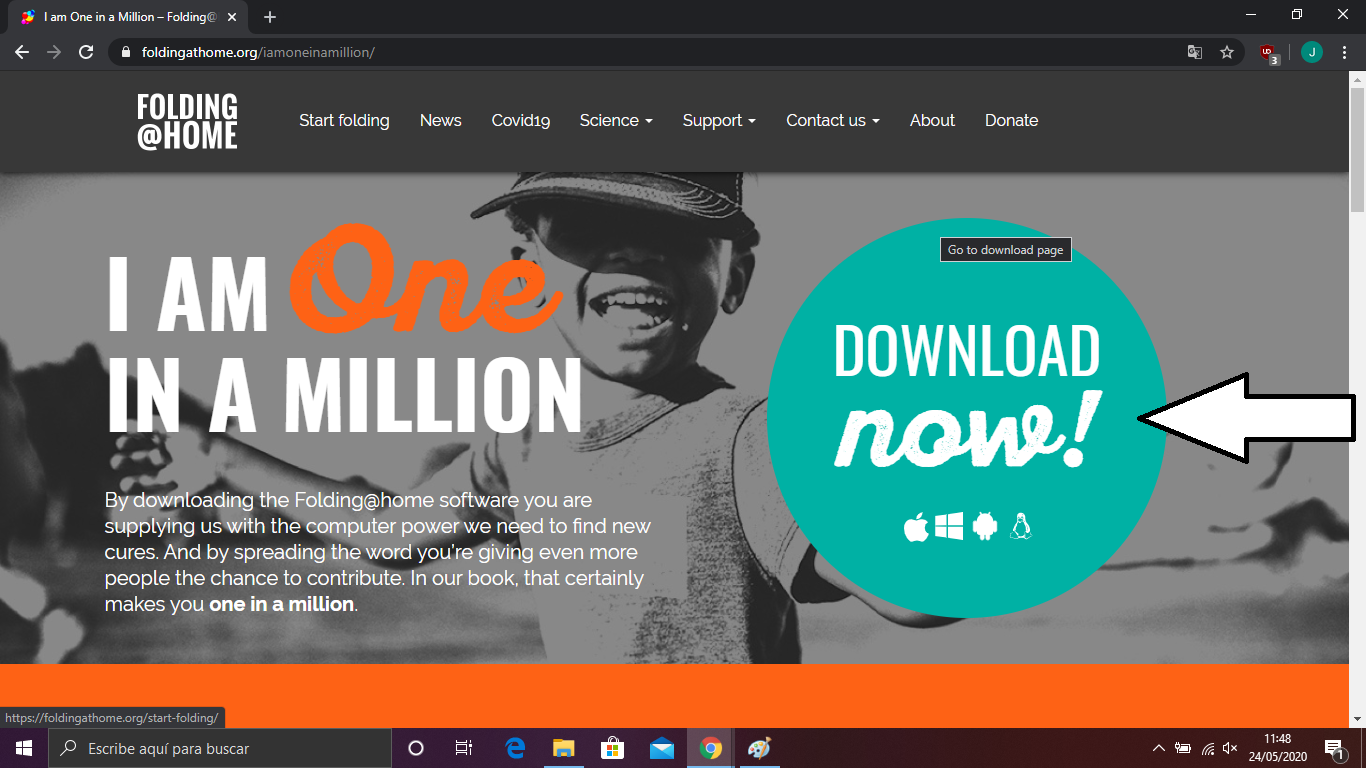 I am One in a Million – Folding@
foldingathome.org/iamoneinamillion/
3
J
FOLDING
@HOME
Start folding News Covid19 Science Support Contact us About Donate
I AM One
IN A MILLION
By downloading the Folding@home software you are
supplying us with the computer power we need to find new
cures. And by spreading the word you're giving even more
people the chance to contribute. In our book, that certainly
makes you one in a million.
Go to download page
DOWNLOAD
now!
https://foldingathome.org/start-folding/
Escribe aquí para buscar
11:48
24/05/2020
1